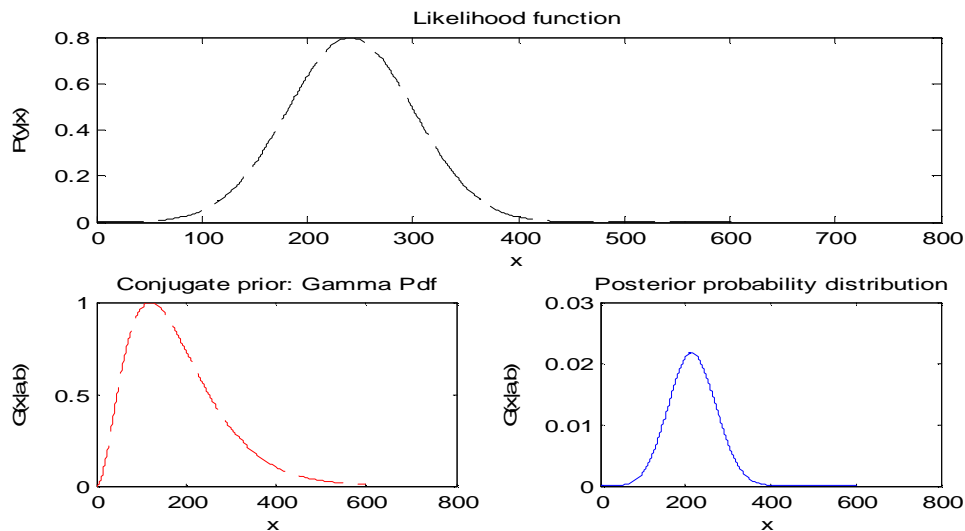 Likelihood function
0.8
0.6
0.4
0.2
0
P(y|x)
0 100 200 300 400 500 600 700 800
x
Conjugate prior: Gamma Pdf
1
0.5
0
G(x|a,b)
0 200 400 600 800
x
Posterior probability distribution
0.03
0.02
0.01
0
G(x|a,b)
0 200 400 600 800
x